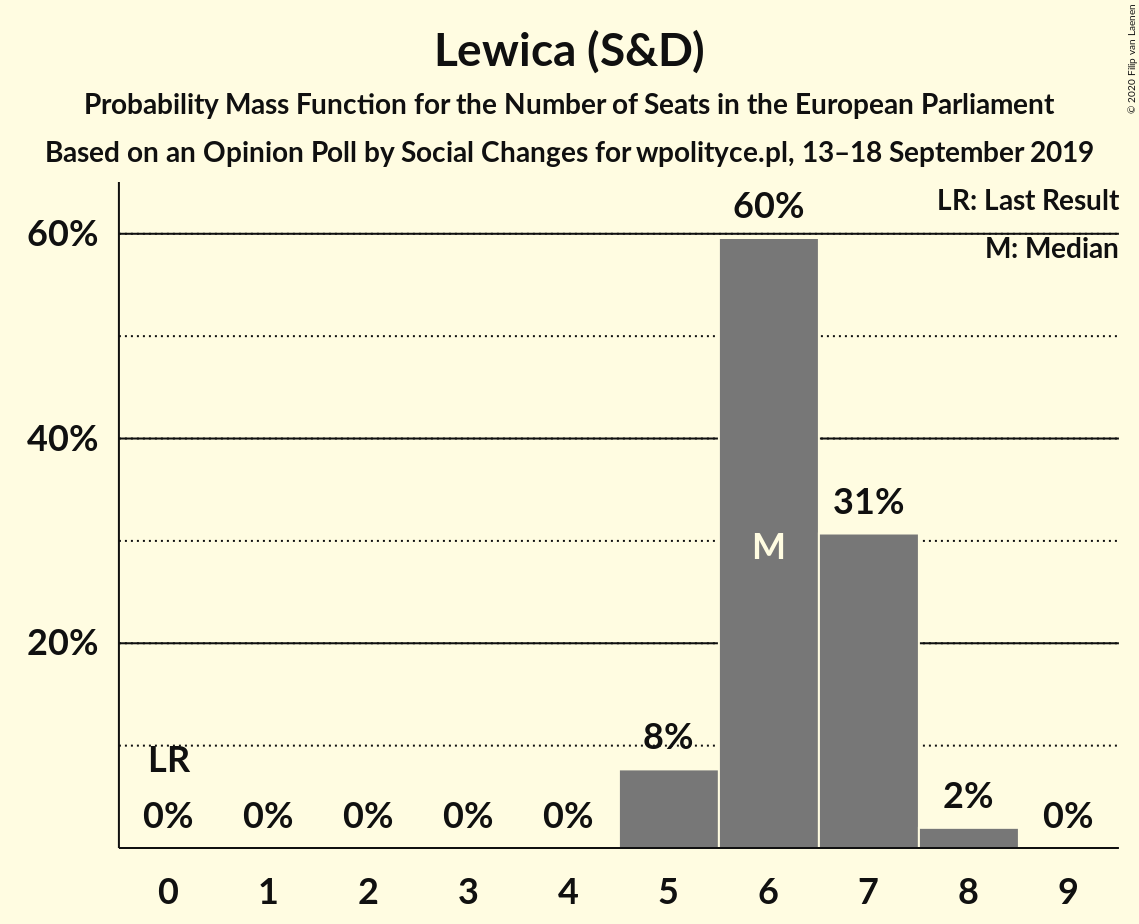 Lewica (S&D)
Probability Mass Function for the Number of Seats in the European Parliament
Based on an Opinion Poll by Social Changes for wpolityce.pl, 13–18 September 2019
© 2020 Filip van Laenen
LR: Last Result
M: Median
60%
40%
20%
LR
0%
0%
0%
0%
0%
8%
60%
M
31%
2%
0%
0 1 2 3 4 5 6 7 8 9